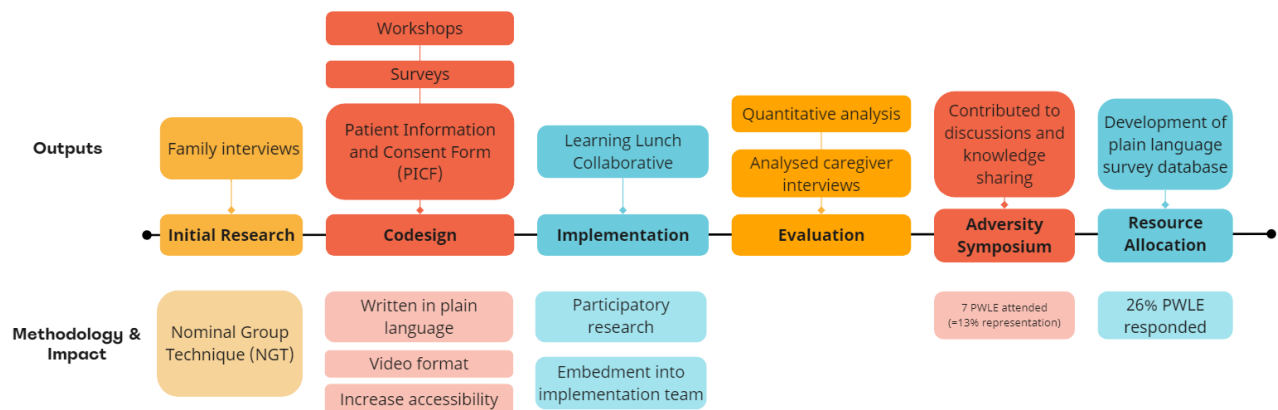 Outputs
Family interviews
Workshops
Surveys
Patient Information
and Consent Form
(PICF)
Learning Lunch
Collaborative
Quantitative analysis
Analysed caregiver
interviews
Contributed to
discussions and
knowledge
sharing
Development of
plain language
survey database
Initial Research
Codesign
Implementation
Evaluation
Adversity
Symposium
Resource
Allocation
Methodology &
Impact
Nominal Group
Technique (NGT)
Written in plain
language
Video format
Increase accessibility
Participatory
research
Embedment into
implementation team
7 PWLE attended
(=13% representation)
26% PWLE
responded